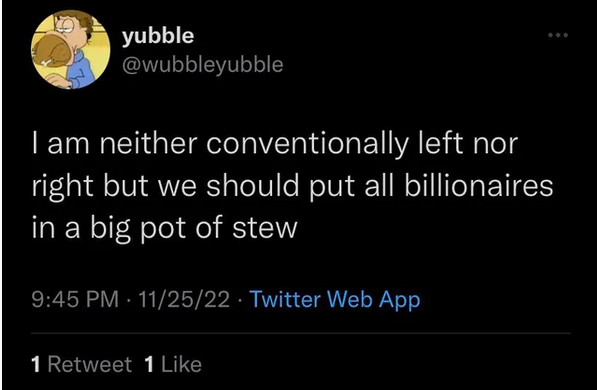 yubble
@wubbleyubble
I am neither conventionally left nor
right but we should put all billionaires
in a big pot of stew
9:45 PM · 11/25/22 · Twitter Web App
1 Retweet 1 Like